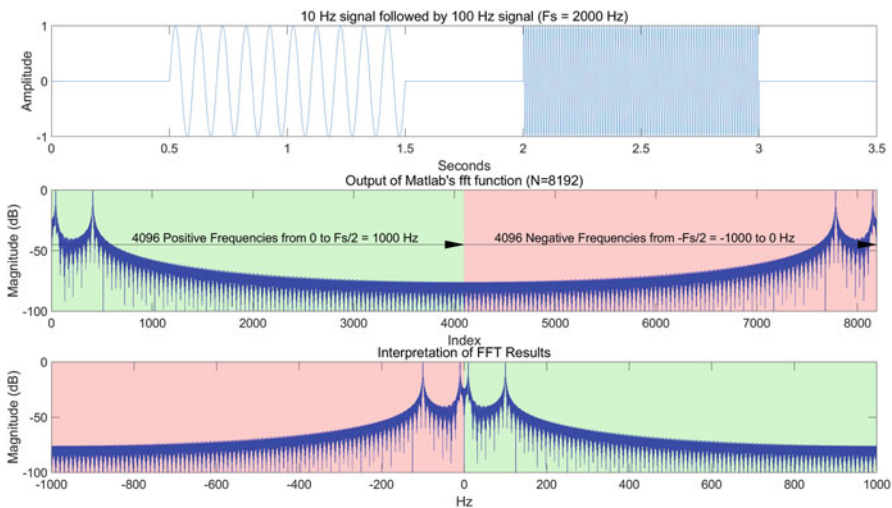 10 Hz signal followed by 100 Hz signal (Fs = 2000 Hz)
1
0
-1
Amplitude
0 0.5 1 1.5 2 2.5 3 3.5
Seconds
Output of Matlab's fft function (N=8192)
0
-50
-100
Magnitude (dB)
4096 Positive Frequencies from 0 to Fs/2 = 1000 Hz
4096 Negative Frequencies from -Fs/2 = -1000 to 0 Hz
0 1000 2000 3000 4000 5000 6000 7000 8000
Index
Interpretation of FFT Results
0
-50
-100
Magnitude (dB)
-1000 -800 -600 -400 -200 0 200 400 600 800 1000
Hz